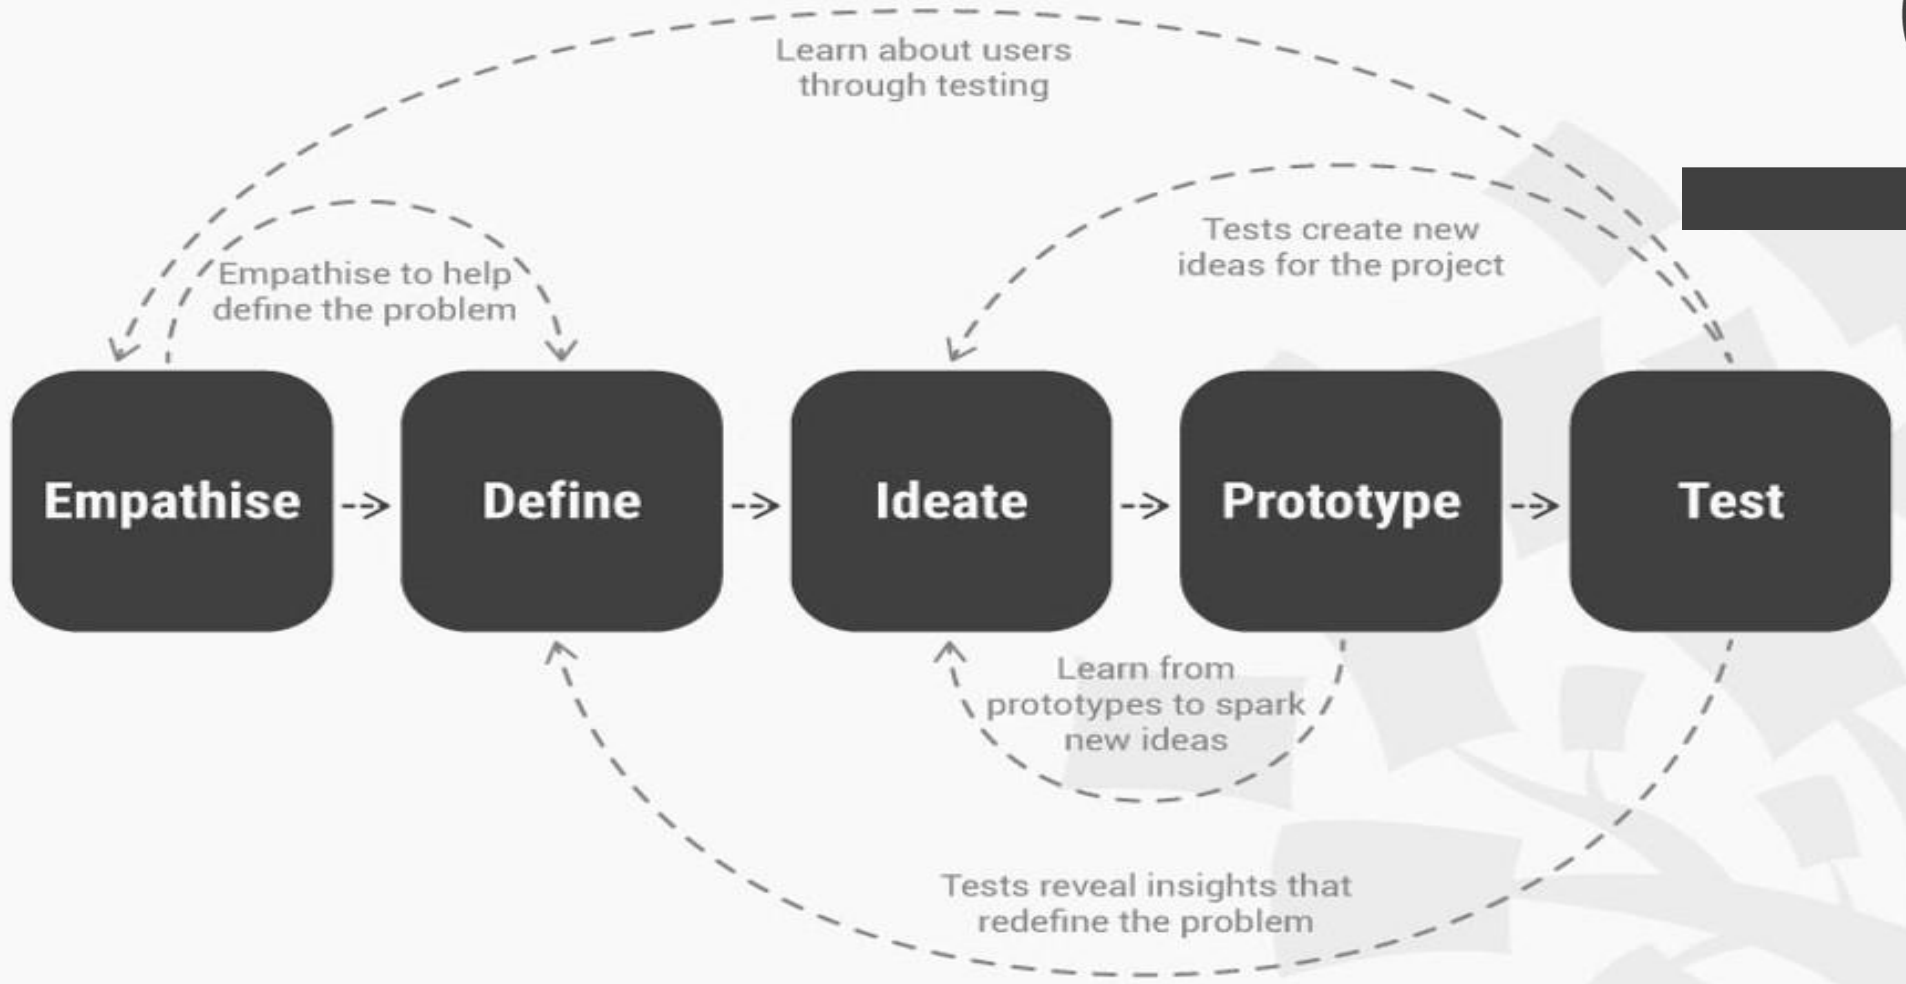 Learn about users
through testing
Tests create new
ideas for the project
Empathise to help
define the problem
Empathise
Define
Ideate
Prototype
Test
Learn from
prototypes to spark
new ideas
Tests reveal insights that
redefine the problem